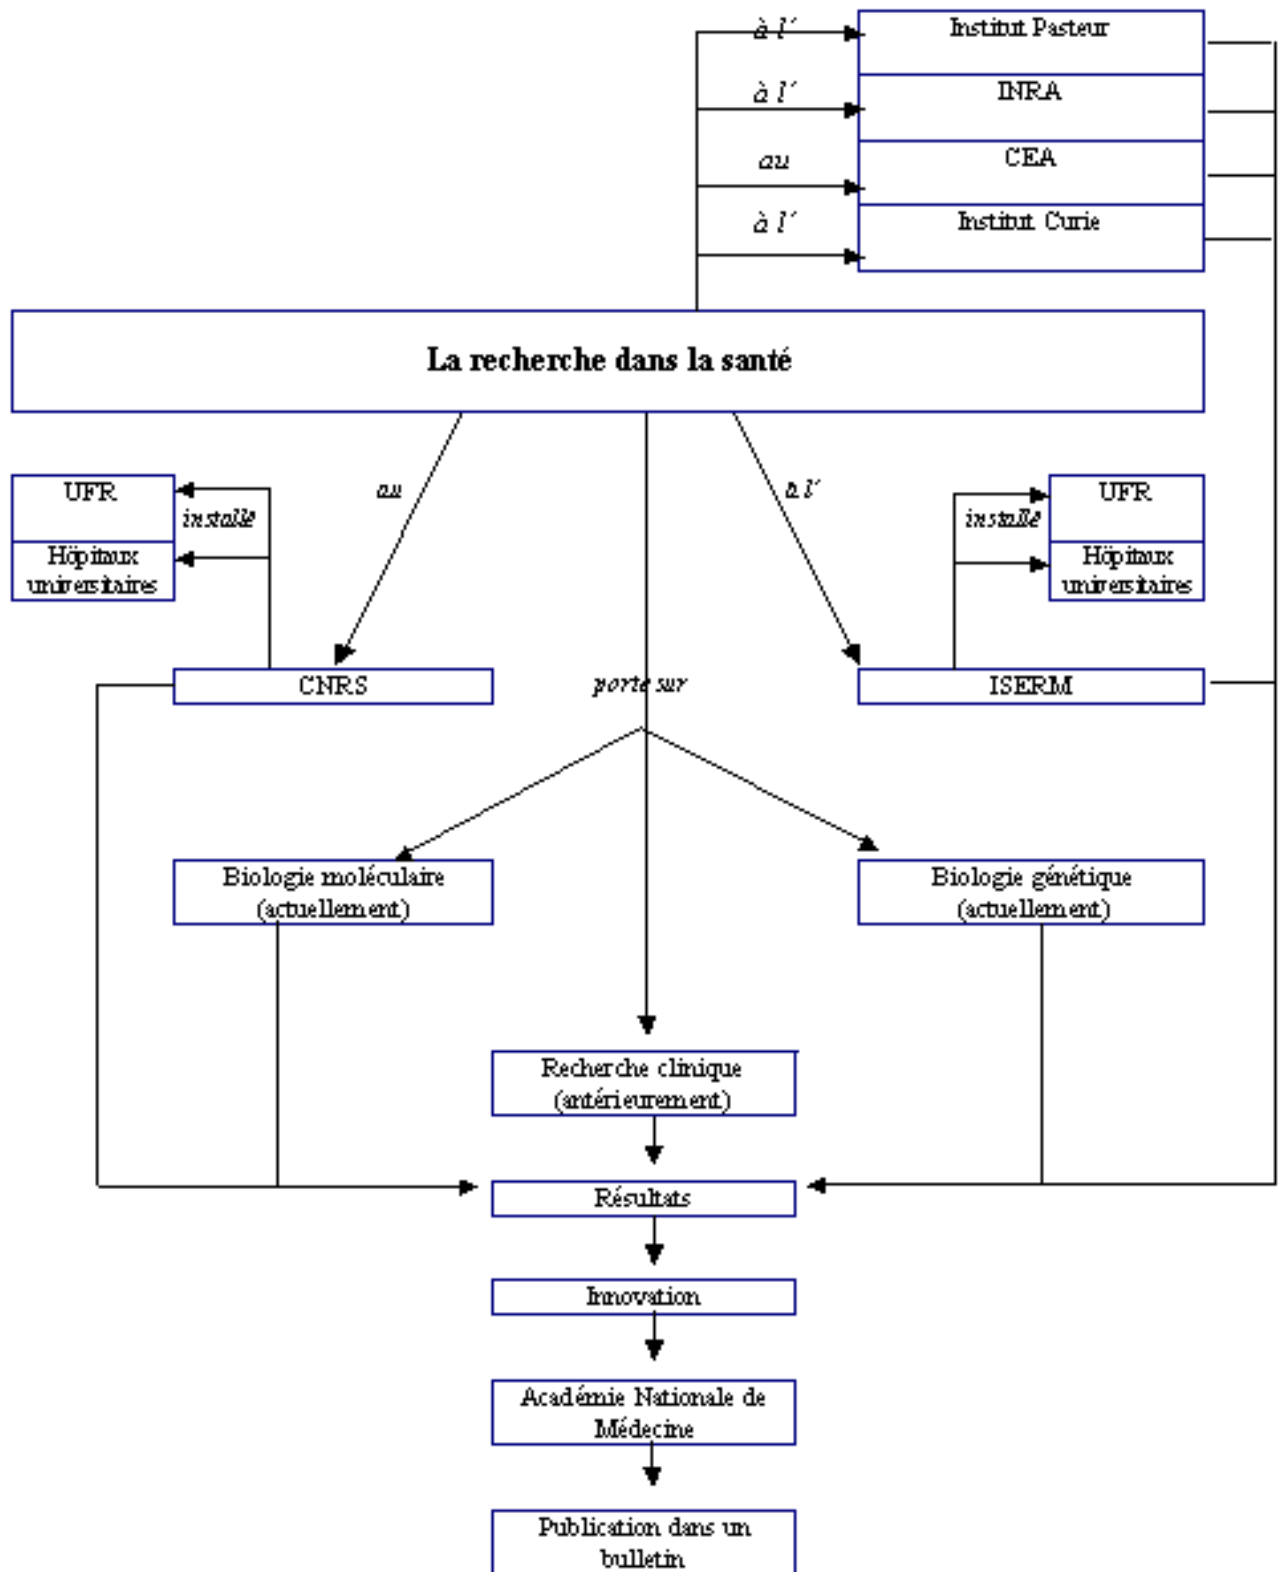 à l´
Institut Pasteur
à l´
INRA
au
CEA
à l´
Institut Curie
La recherche dans la santé
UFR
installé
Hôpitaux
universitaires
au
à l´
installé
UFR
Hôpitaux
universitaires
CNRS
porte sur
ISERM
Biologie moléculaire
(actuellement)
Biologie génétique
(actuellement)
Recherche clinique
(antérieurement)
Résultats
Innovation
Académie Nationale de
Médecine
Publication dans un
bulletin